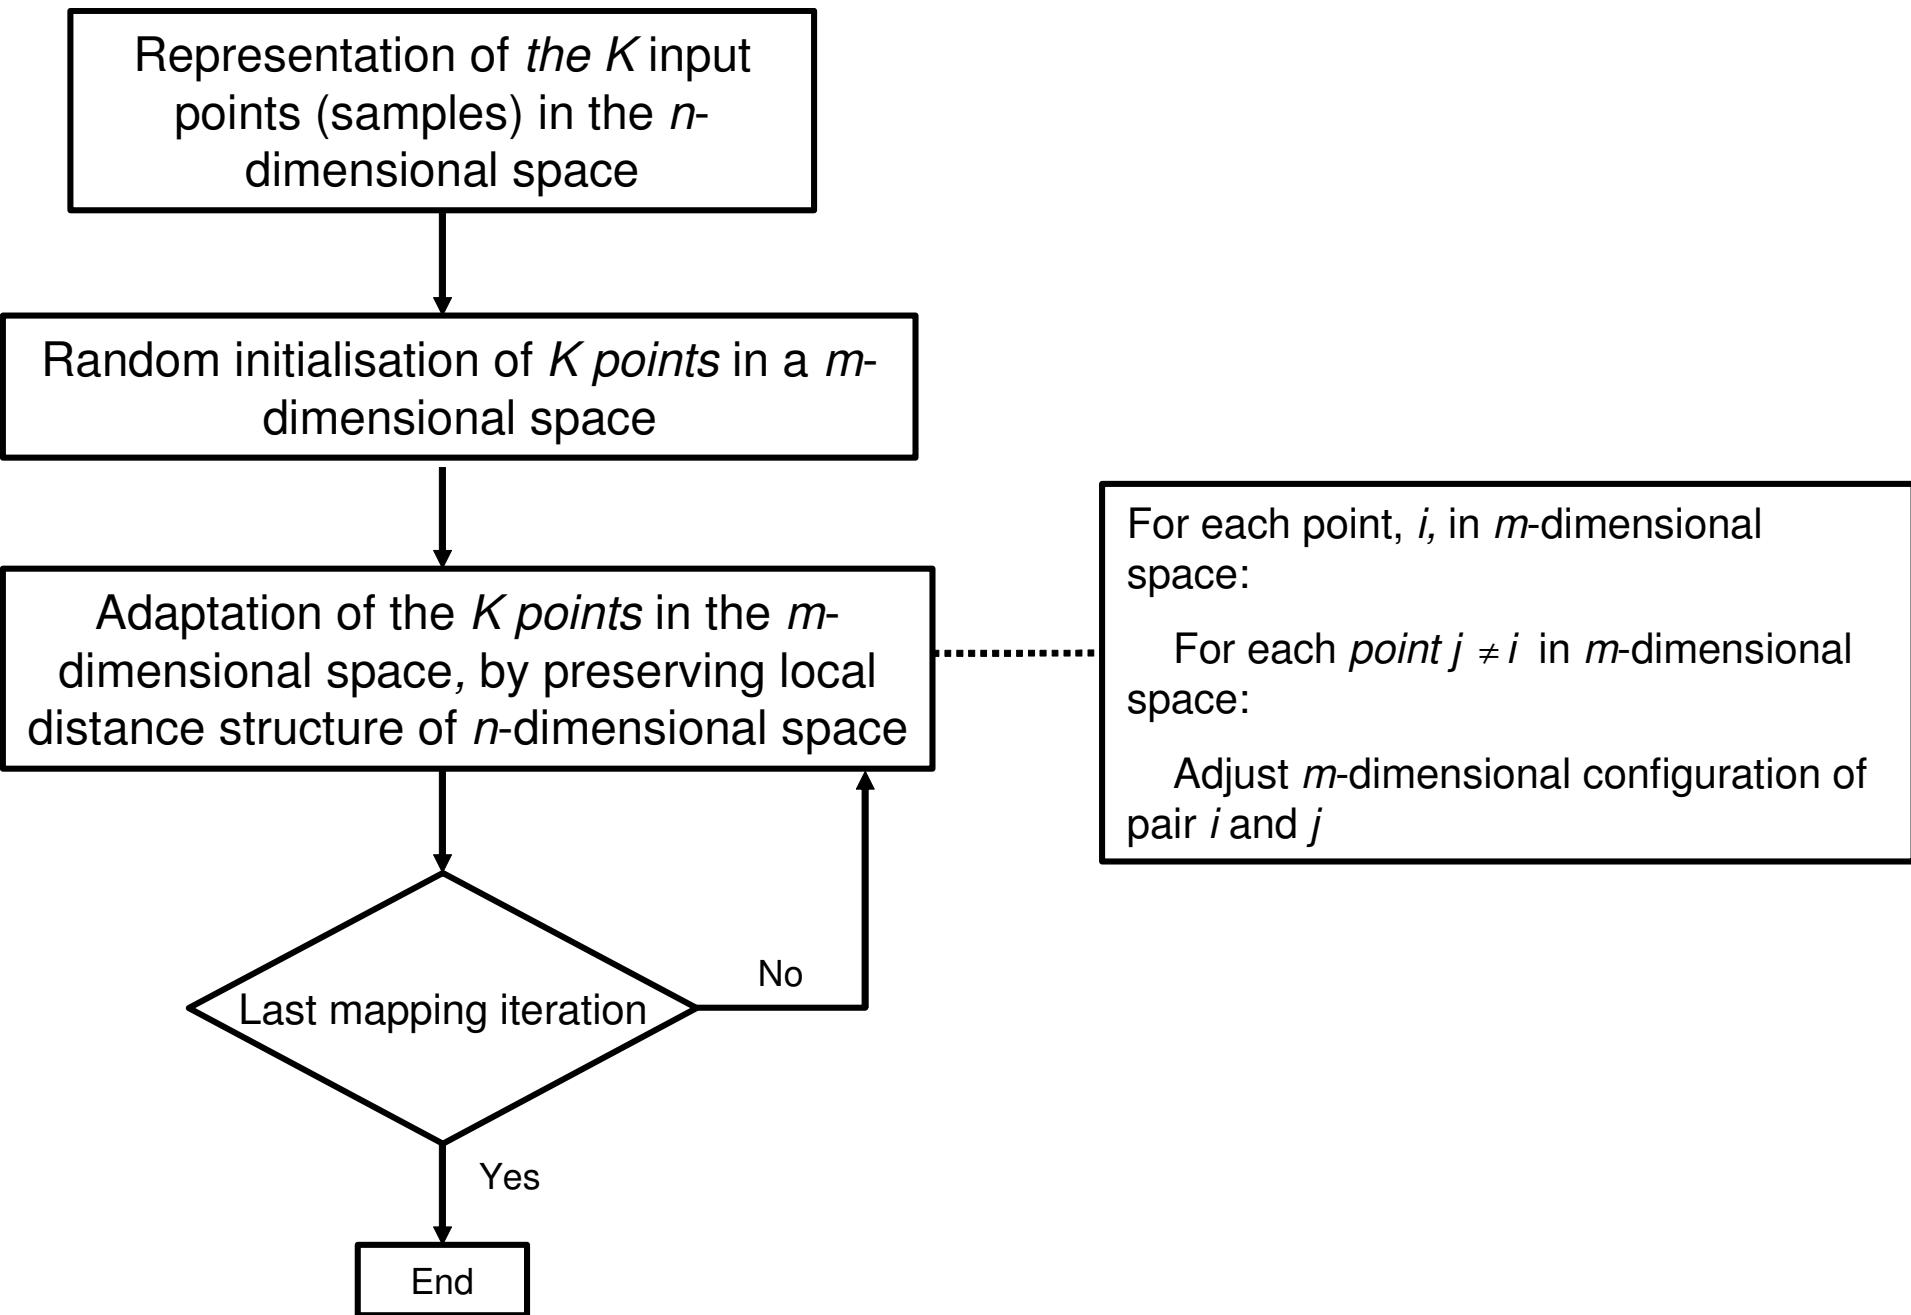 Representation of the K input
points (samples) in the n-
dimensional space
Random initialisation of K points in a m-
dimensional space
Adaptation of the K points in the m-
dimensional space, by preserving local
distance structure of n-dimensional space
For each point, i, in m-dimensional
space:
For each point j ≠ i in m-dimensional
space:
Adjust m-dimensional configuration of
pair i and j
Last mapping iteration
No
Yes
End